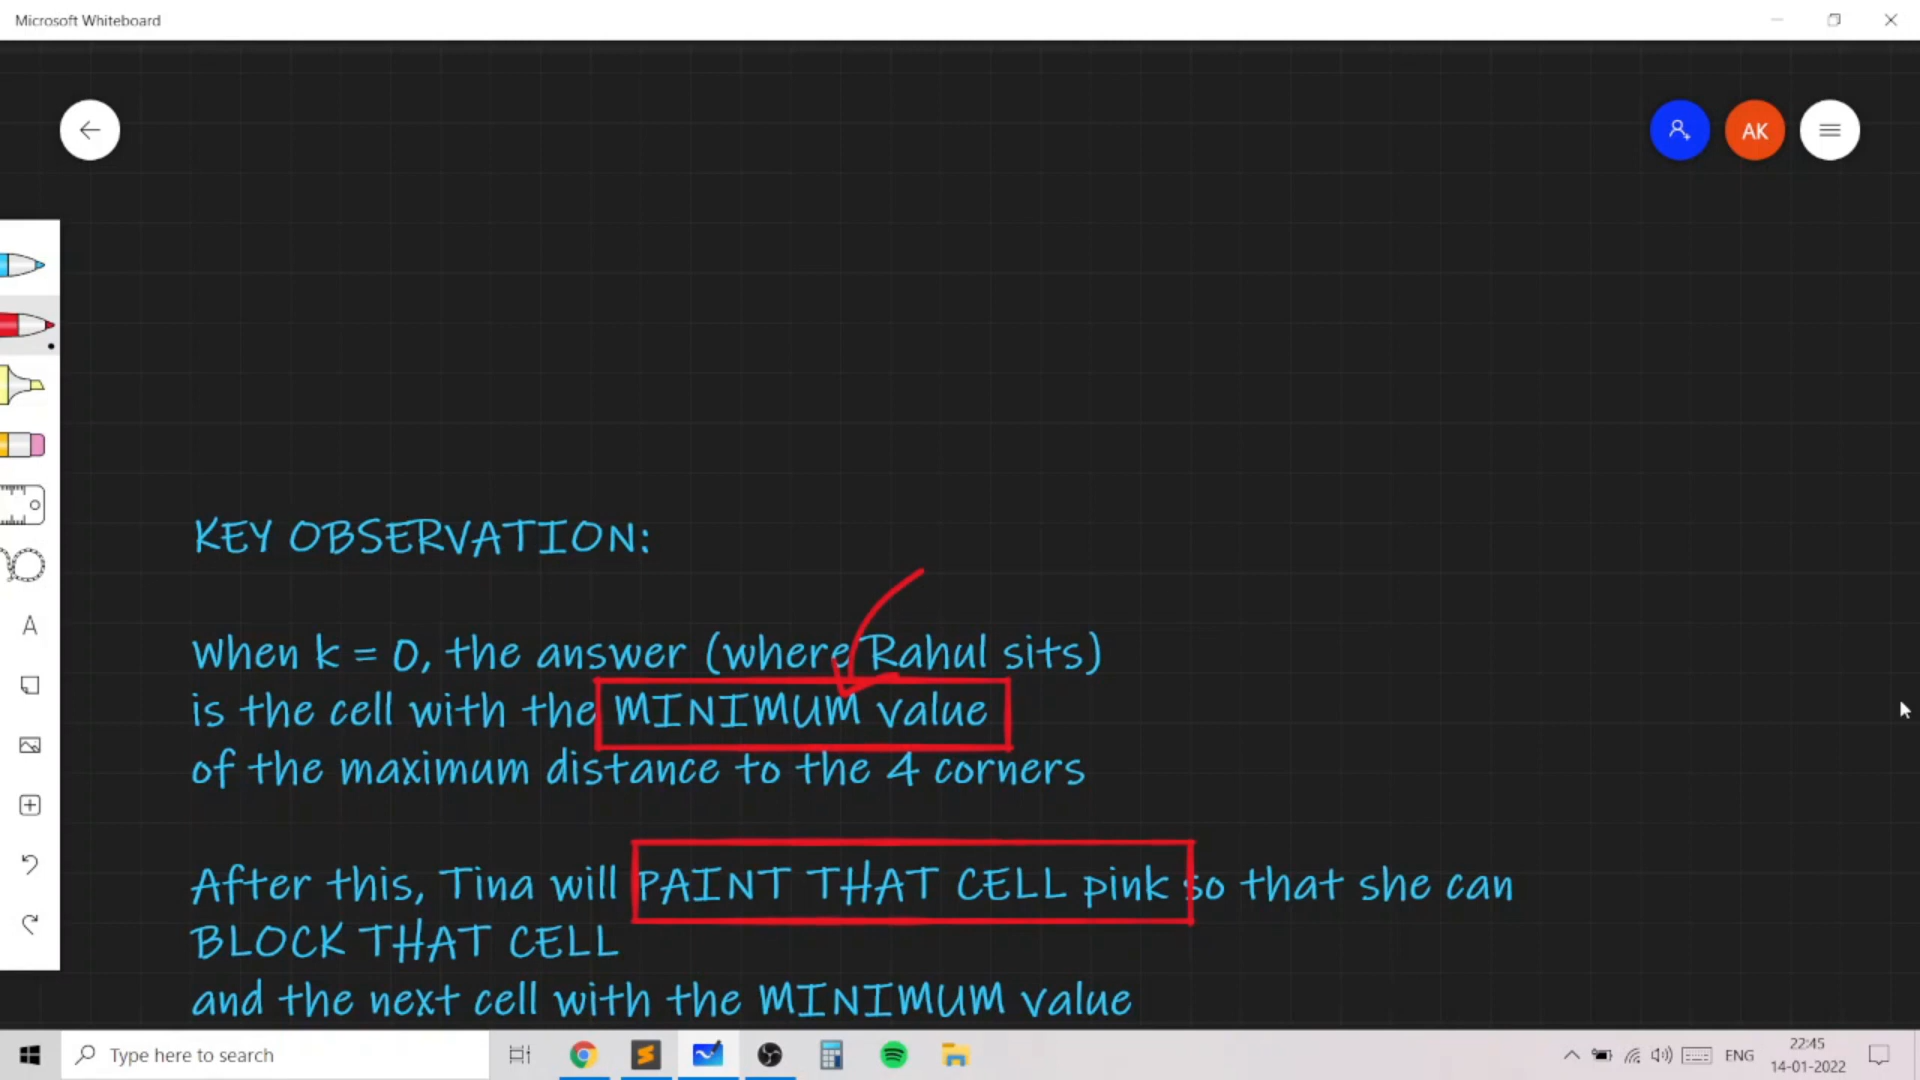 Microsoft Whiteboard
AK
A
KEY OBSERVATION:
When k = 0, the answer (where Rahul sits)
is the cell with the MINIMUM value
of the maximum distance to the 4 corners
After this, Tina will PAINT THAT CELL pink so that she can
BLOCK THAT CELL
and the next cell with the MINIMUM value
Type here to search
ENG
22:45
14-01-2022